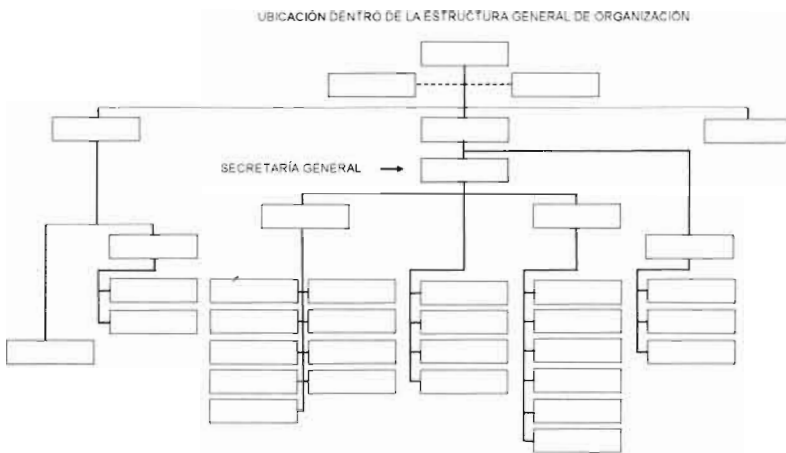 UBICACIÓN DENTRO DE LA ESTRUCTURA GENERAL DE ORGANIZACIÓN
SECRETARÍA GENERAL